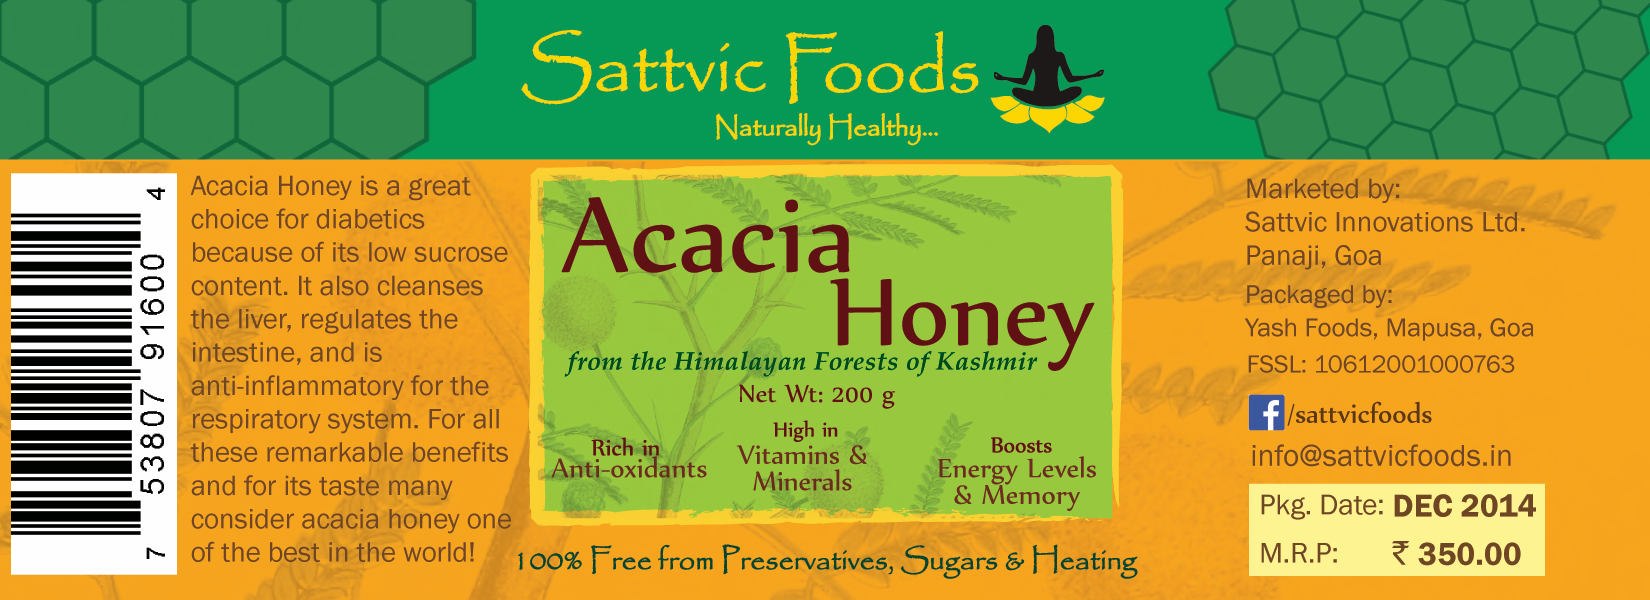 Sattvic Foods
Naturally Healthy...
7 53807 91600 4
Acacia Honey is a great
choice for diabetics
because of its low sucrose
content. It also cleanses
the liver, regulates the
intestine, and is
anti-inflammatory for the
respiratory system. For all
these remarkable benefits
and for its taste many
consider acacia honey one
of the best in the world!
Acacia
Honey
from the Himalayan Forests of Kashmir
Net Wt: 200 g
Rich in
Anti-oxidants
High in
Vitamins &
Minerals
Boosts
Energy Levels
& Memory
100% Free from Preservatives, Sugars & Heating
Marketed by:
Sattvic Innovations Ltd.
Panaji, Goa
Packaged by:
Yash Foods, Mapusa, Goa
FSSL: 10612001000763
f/sattvicfoods
info@sattvicfoods.in
Pkg. Date: DEC 2014
M.R.P: ₹ 350.00